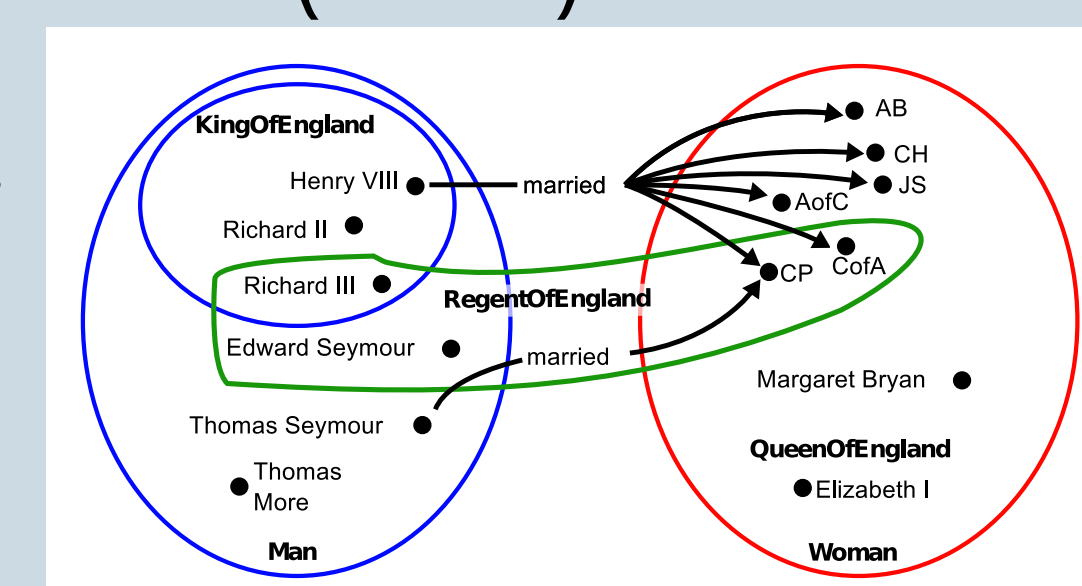 KingOfEngland
Henry VIII
married
Richard II
Richard III
RegentOfEngland
Edward Seymour
married
Thomas Seymour
Thomas
More
Man
AB
CH
JS
AofC
CofA
CP
Margaret Bryan
QueenOfEngland
Elizabeth I
Woman